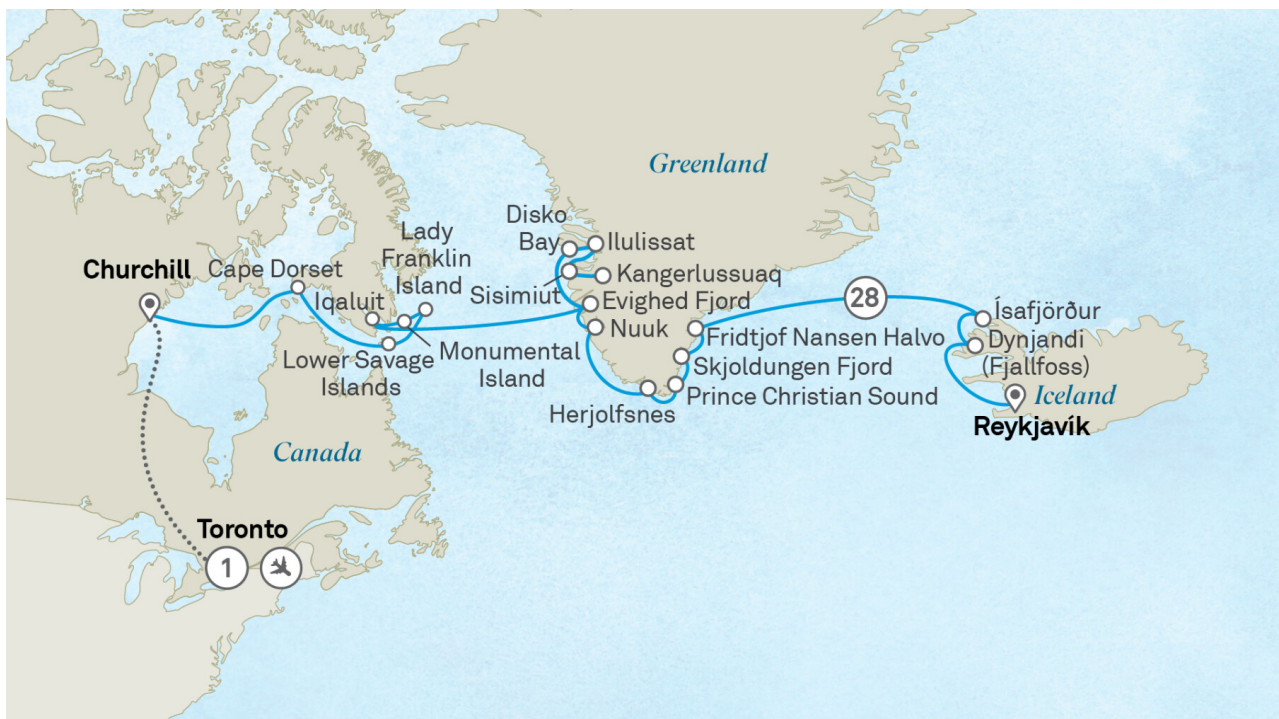 Greenland
Disko
Bay
Ilulissat
Lady
Franklin
Island
Churchill
Cape Dorset
Kangerlussuaq
Sisimiut
Evighed Fjord
Iqaluit
28
Ísafjörður
Nuuk
Fridtjof Nansen Halvo
Dynjandi
(Fjallfoss)
Lower Savage
Islands
Monumental
Island
Skjoldungen Fjord
Prince Christian Sound
Iceland
Herjolfsnes
Reykjavík
Canada
Toronto
1